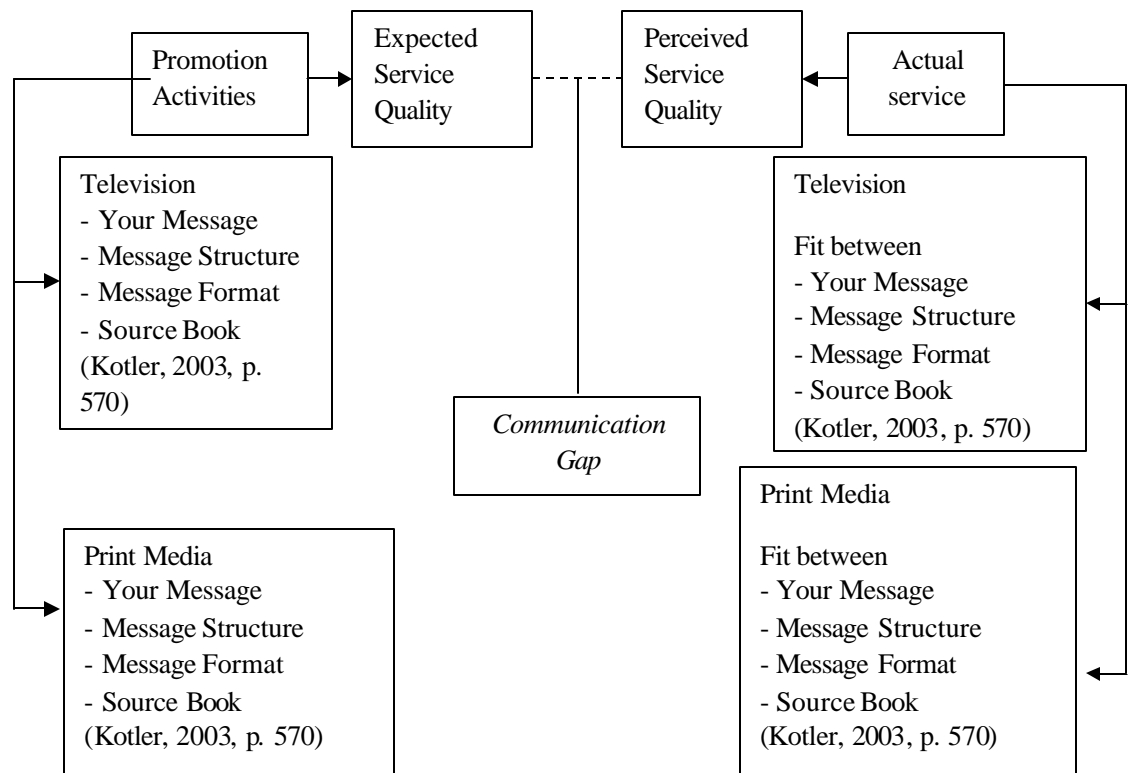 Promotion
Activities
Expected
Service
Quality
Perceived
Service
Quality
Actual
service
Television
- Your Message
- Message Structure
- Message Format
- Source Book
(Kotler, 2003, p.
570)
Television
Fit between
- Your Message
- Message Structure
- Message Format
- Source Book
(Kotler, 2003, p. 570)
Communication
Gap
Print Media
- Your Message
- Message Structure
- Message Format
- Source Book
(Kotler, 2003, p. 570)
Print Media
Fit between
- Your Message
- Message Structure
- Message Format
- Source Book
(Kotler, 2003, p. 570)